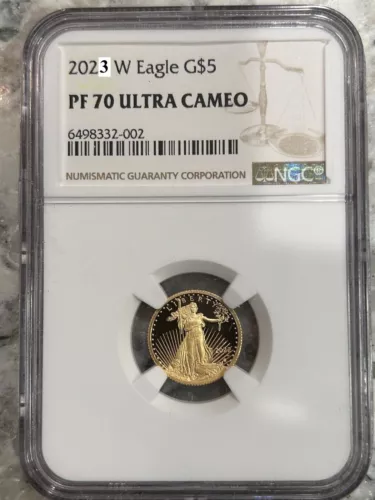 2023 W Eagle G$5
PF 70 ULTRA CAMEO
6498332-002
NUMISMATIC GUARANTY CORPORATION
NGC
LIBERTY